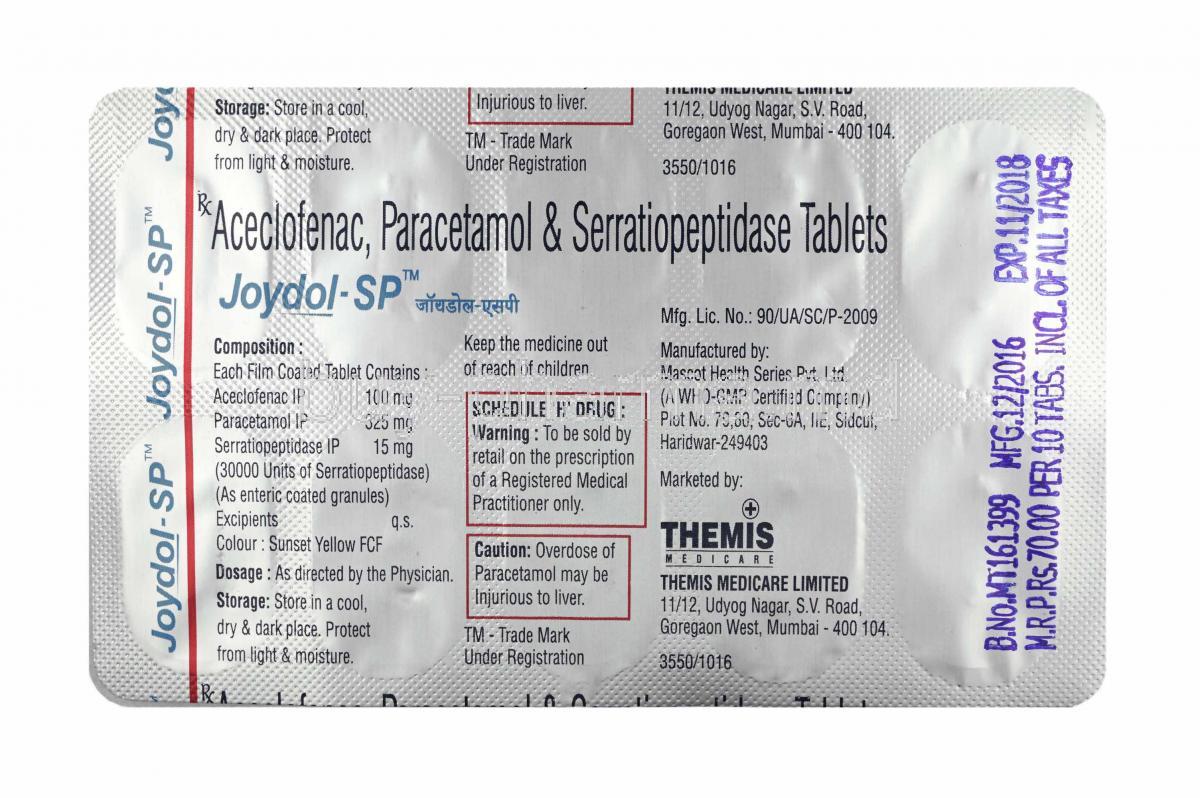 Joy
Joydol-SP™
Joydol-SP™
Storage: Store in a cool,
dry & dark place. Protect
from light & moisture.
Injurious to liver.
TM - Trade Mark
Under Registration
THEMIS MEDICARE LIMITED
11/12, Udyog Nagar, S.V. Road,
Goregaon West, Mumbai - 400 104.
3550/1016
Rx Aceclofenac, Paracetamol & Serratiopeptidase Tablets
Joydol-SP™ जॉयडोल-एसपी
Composition :
Each Film Coated Tablet Contains :
Aceclofenac IP 100 mg
Paracetamol IP 325 mg
Serratiopeptidase IP 15 mg
(30000 Units of Serratiopeptidase)
(As enteric coated granules)
Excipients q.s.
Colour : Sunset Yellow FCF
Dosage : As directed by the Physician.
Storage: Store in a cool,
dry & dark place. Protect
from light & moisture.
Keep the medicine out
of reach of children
SCHEDULE 'H' DRUG :
Warning : To be sold by
retail on the prescription
of a Registered Medical
Practitioner only.
Caution: Overdose of
Paracetamol may be
Injurious to liver.
TM - Trade Mark
Under Registration
Mfg. Lic. No.: 90/UA/SC/P-2009
Manufactured by:
Mascot Health Series Pvt. Ltd.
(A WHO-GMP Certified Company)
Plot No. 79,80, Sec-6A, IIE, Sidcul,
Haridwar-249403
Marketed by:
THEMIS
MEDICARE
THEMIS MEDICARE LIMITED
11/12, Udyog Nagar, S.V. Road,
Goregaon West, Mumbai - 400 104.
3550/1016
B.No.MT161399 MFG.12/2016 EXP.11/2018
M.R.P.Rs.70.00 PER 10 TABS. INCL.OF ALL TAXES